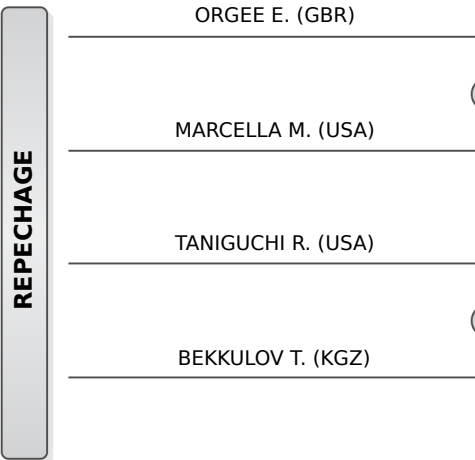 REPECHAGE
ORGEE E. (GBR)
MARCELLA M. (USA)
TANIGUCHI R. (USA)
BEKKULOV T. (KGZ)